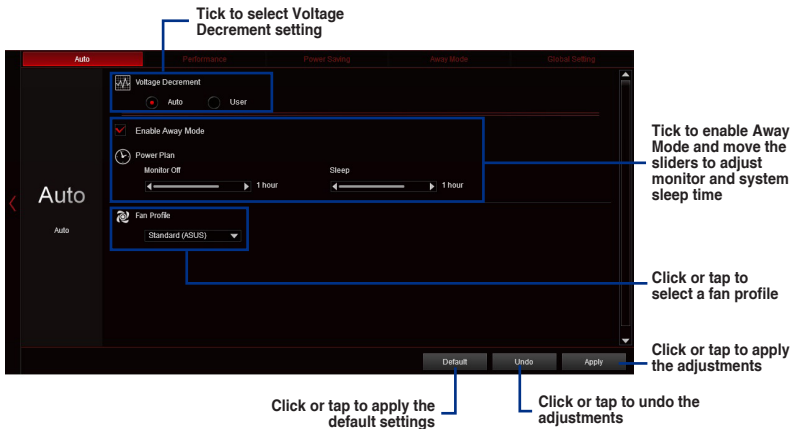 Tick to select Voltage
Decrement setting
Auto
Performance
Power Saving
Away Mode
Global Setting
Voltage Decrement
Auto
User
Enable Away Mode
Power Plan
Monitor Off
Sleep
1 hour
1 hour
Auto
Auto
Fan Profile
Standard (ASUS)
Tick to enable Away
Mode and move the
sliders to adjust
monitor and system
sleep time
Click or tap to
select a fan profile
Default
Undo
Apply
Click or tap to apply
the adjustments
Click or tap to apply the
default settings
Click or tap to undo the
adjustments